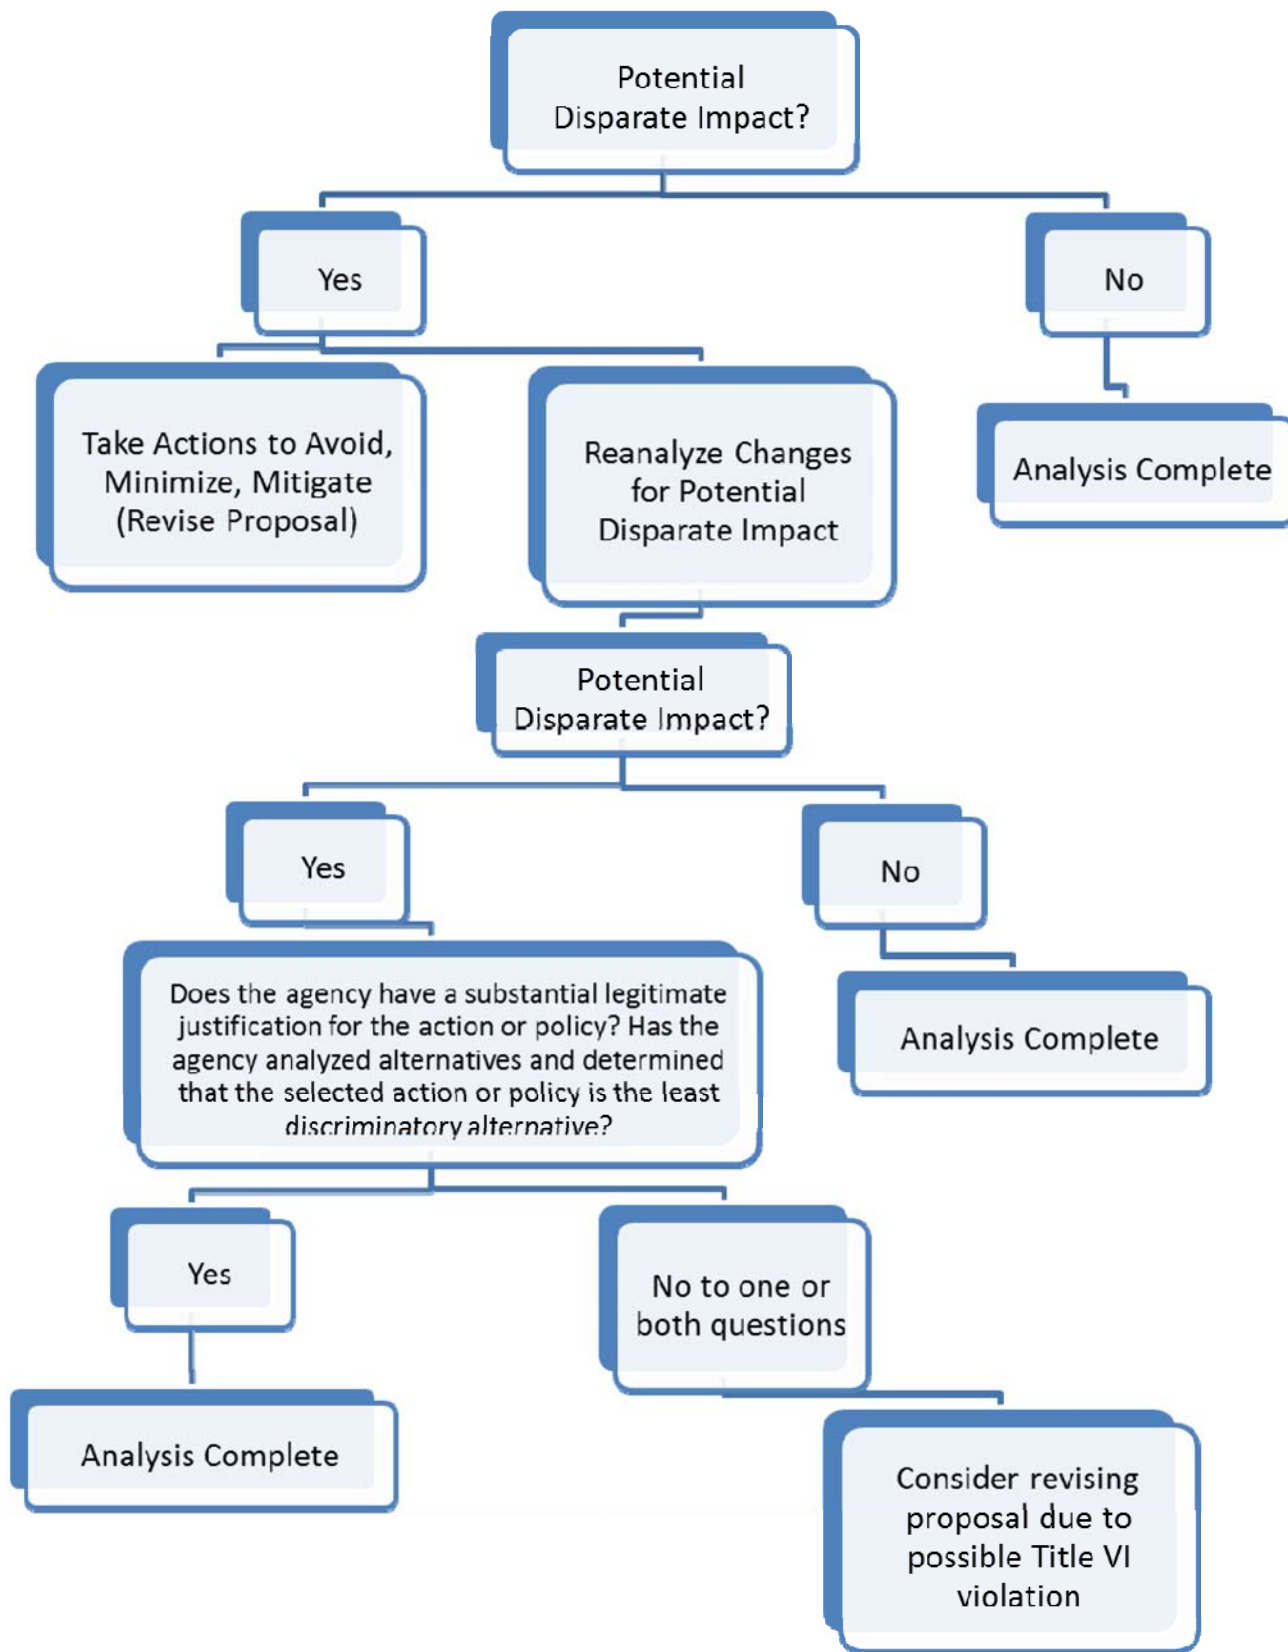 Potential
Disparate Impact?
Yes
No
Take Actions to Avoid,
Minimize, Mitigate
(Revise Proposal)
Reanalyze Changes
for Potential
Disparate Impact
Analysis Complete
Potential
Disparate Impact?
Yes
No
Does the agency have a substantial legitimate
justification for the action or policy? Has the
agency analyzed alternatives and determined
that the selected action or policy is the least
discriminatory alternative?
Analysis Complete
Yes
No to one or
both questions
Analysis Complete
Consider revising
proposal due to
possible Title VI
violation